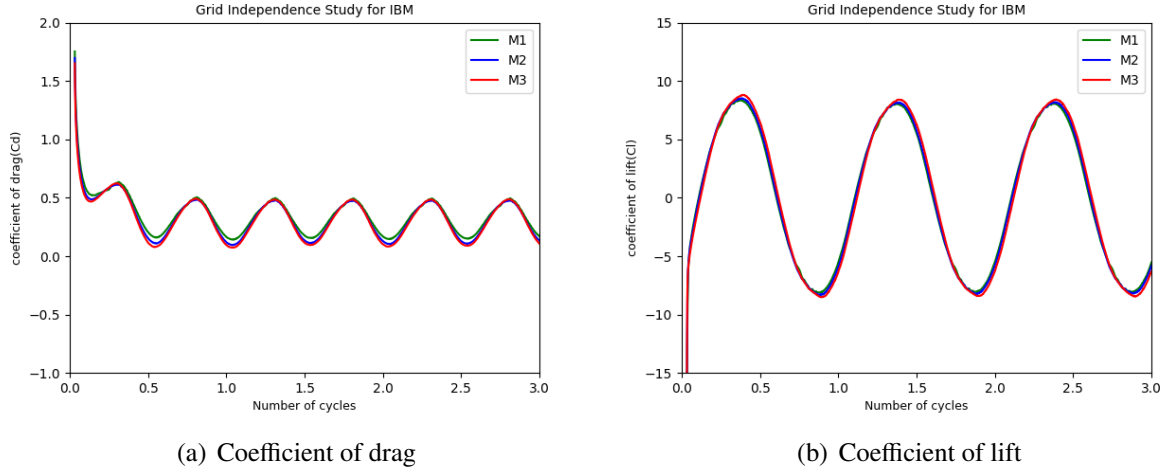 Grid Independence Study for IBM
2.0
1.5
1.0
0.5
0.0
−0.5
−1.0
coefficient of drag(Cd)
M1
M2
M3
0.0 0.5 1.0 1.5 2.0 2.5 3.0
Number of cycles
(a) Coefficient of drag
Grid Independence Study for IBM
15
10
5
0
−5
−10
−15
coefficient of lift(Cl)
M1
M2
M3
0.0 0.5 1.0 1.5 2.0 2.5 3.0
Number of cycles
(b) Coefficient of lift